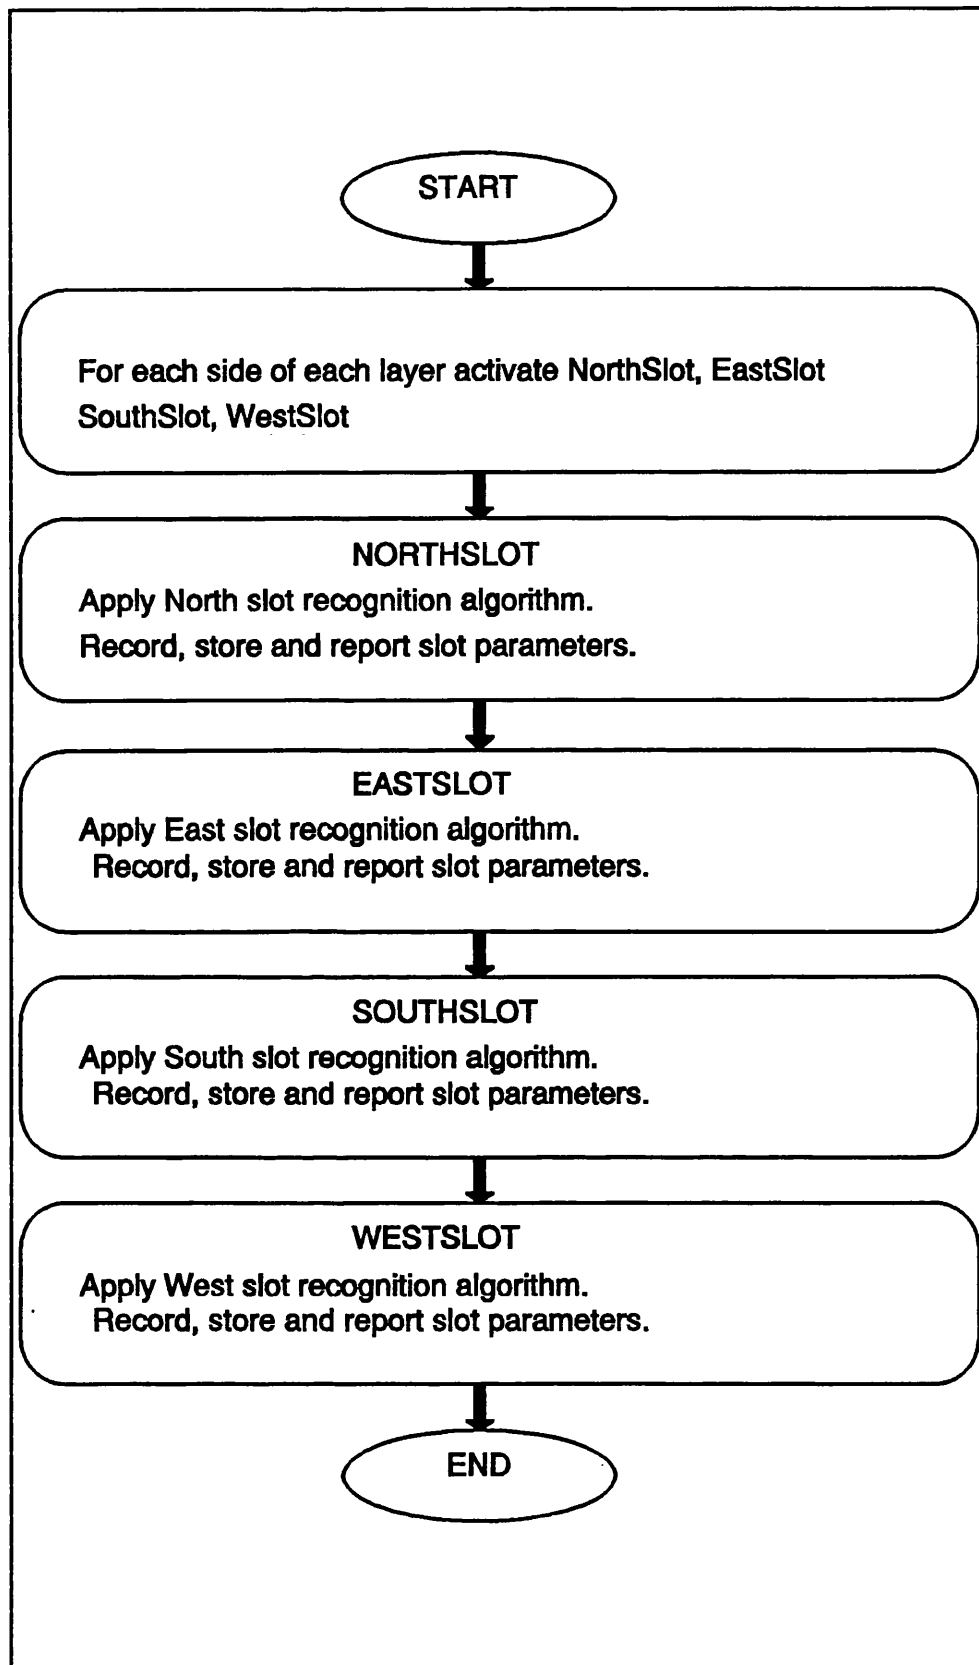 START
For each side of each layer activate NorthSlot, EastSlot
SouthSlot, WestSlot
NORTHSLOT
Apply North slot recognition algorithm.
Record, store and report slot parameters.
EASTSLOT
Apply East slot recognition algorithm.
Record, store and report slot parameters.
SOUTHSLOT
Apply South slot recognition algorithm.
Record, store and report slot parameters.
WESTSLOT
Apply West slot recognition algorithm.
Record, store and report slot parameters.
END